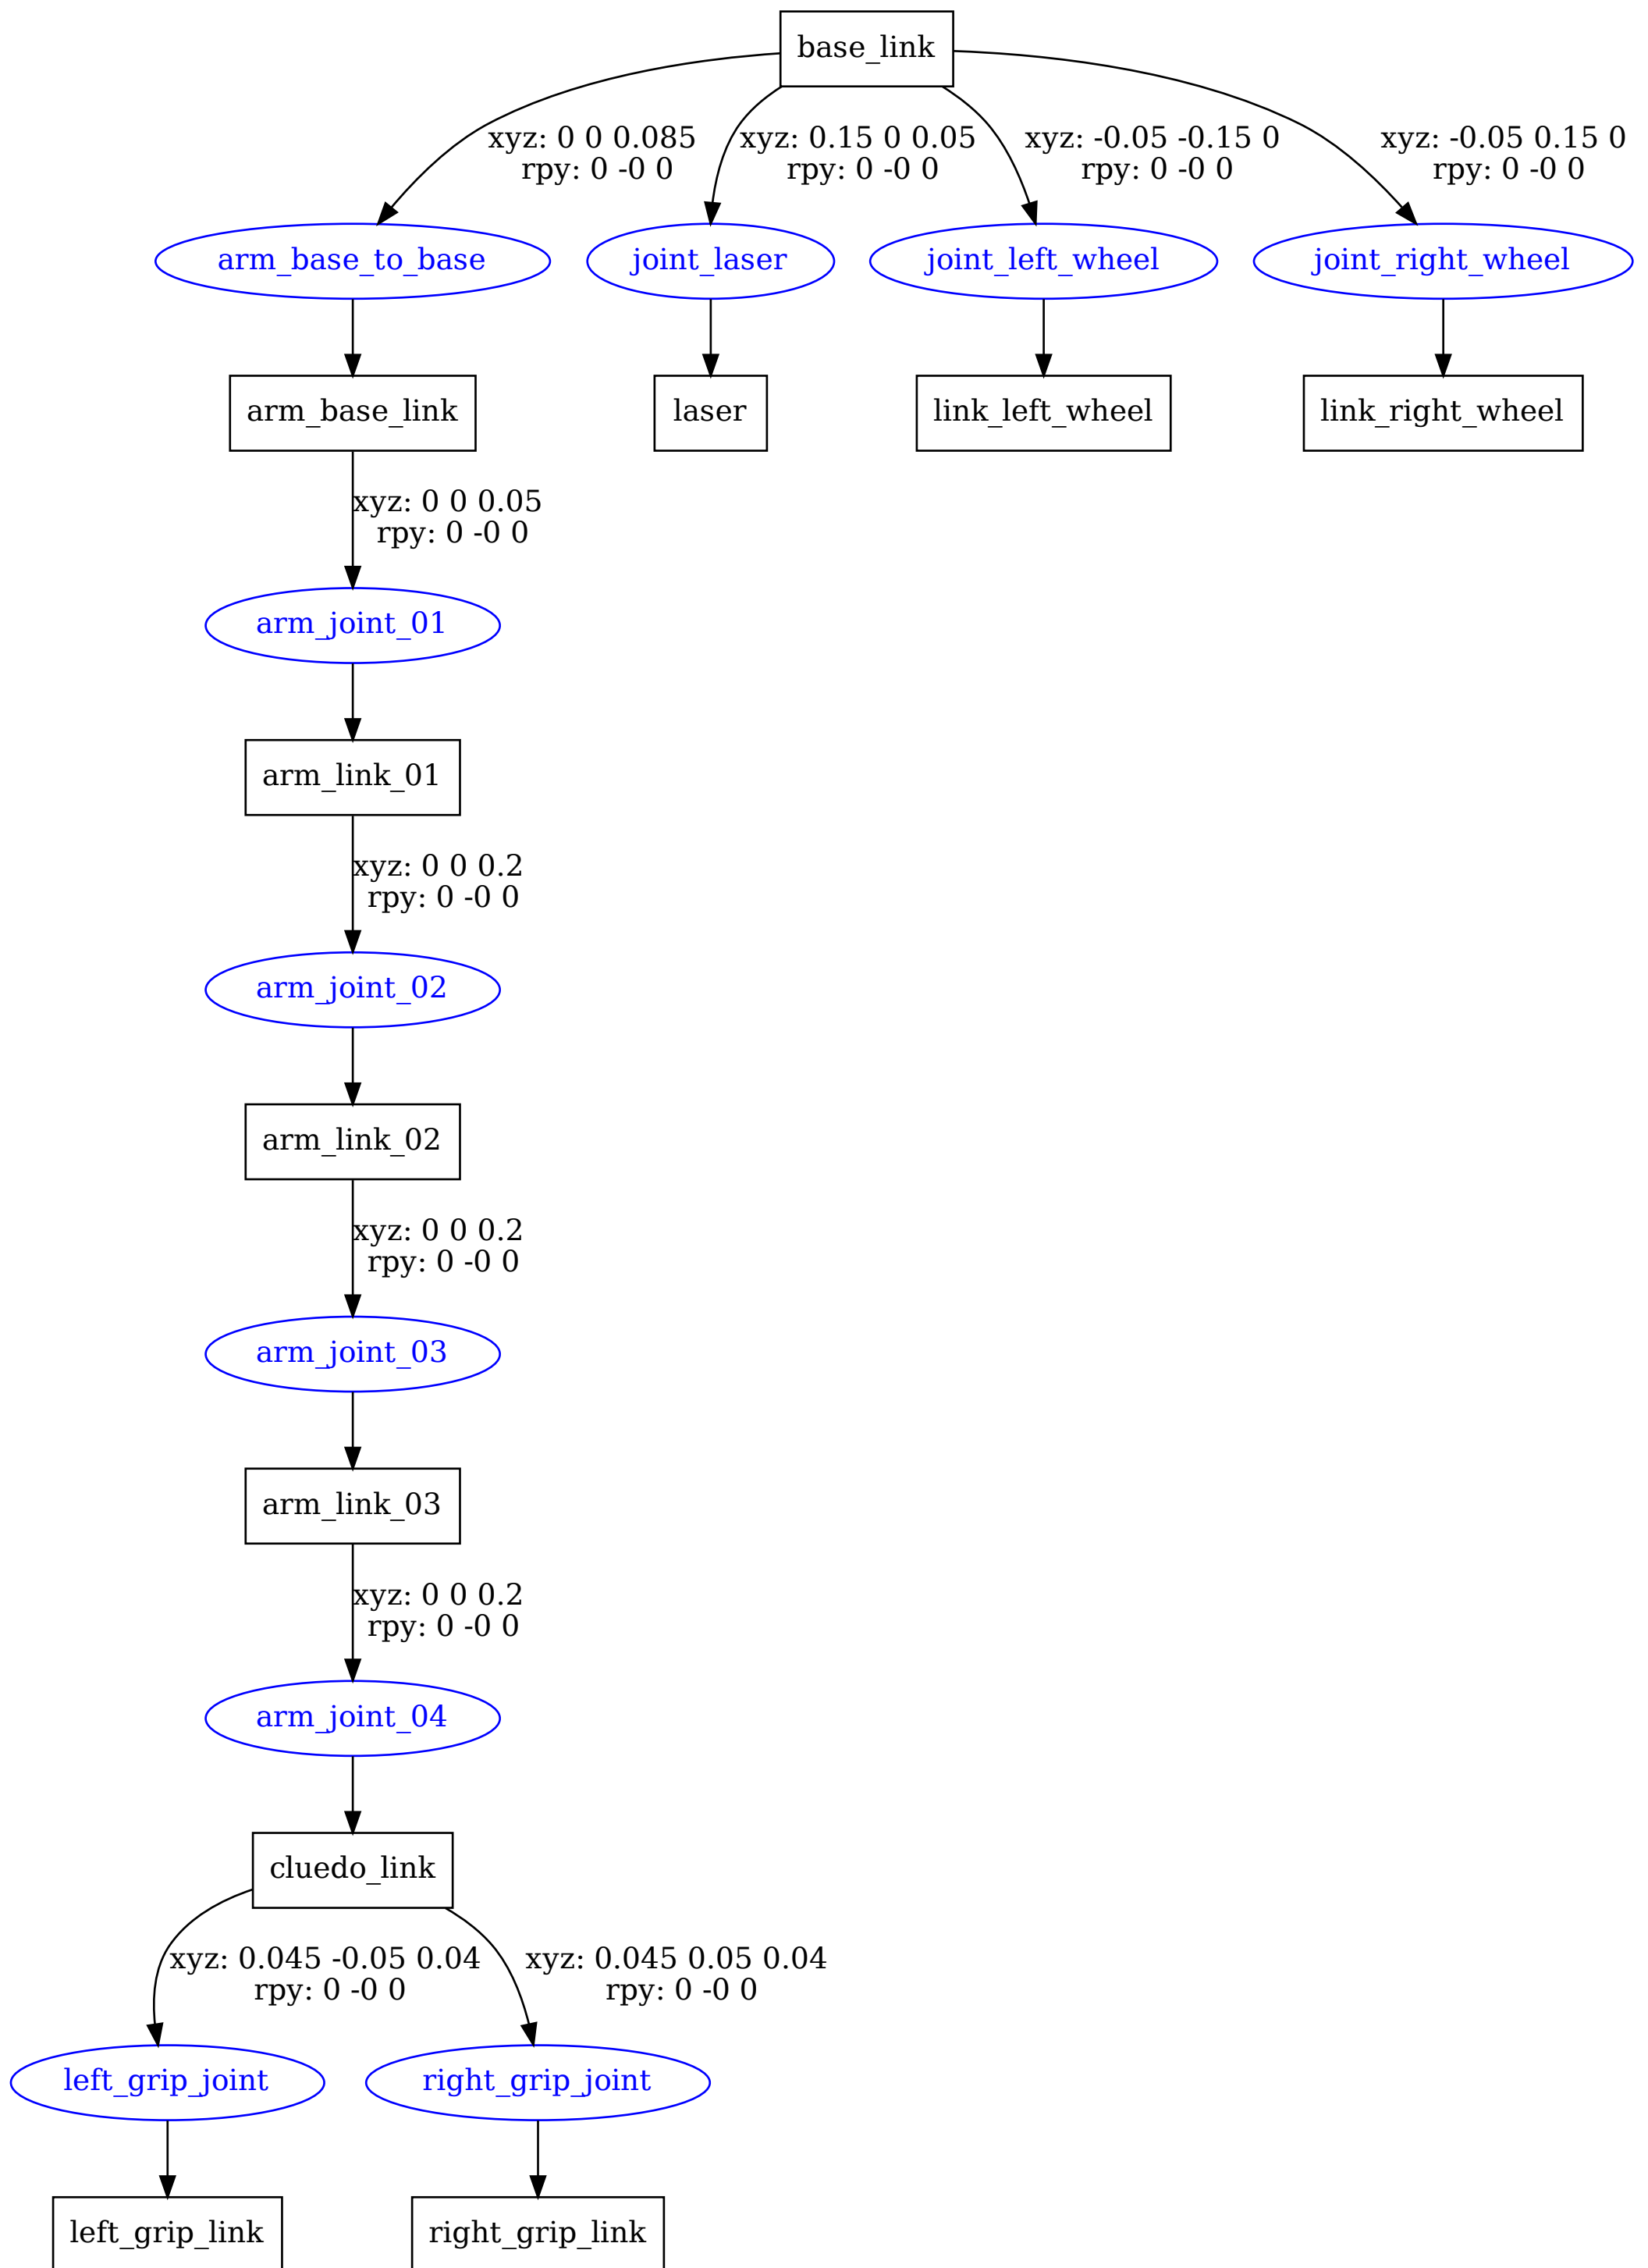 base_link
xyz: 0 0 0.085
rpy: 0 -0 0
xyz: 0.15 0 0.05
rpy: 0 -0 0
xyz: -0.05 -0.15 0
rpy: 0 -0 0
xyz: -0.05 0.15 0
rpy: 0 -0 0
arm_base_to_base
joint_laser
joint_left_wheel
joint_right_wheel
arm_base_link
laser
link_left_wheel
link_right_wheel
xyz: 0 0 0.05
rpy: 0 -0 0
arm_joint_01
arm_link_01
xyz: 0 0 0.2
rpy: 0 -0 0
arm_joint_02
arm_link_02
xyz: 0 0 0.2
rpy: 0 -0 0
arm_joint_03
arm_link_03
xyz: 0 0 0.2
rpy: 0 -0 0
arm_joint_04
cluedo_link
xyz: 0.045 -0.05 0.04
rpy: 0 -0 0
xyz: 0.045 0.05 0.04
rpy: 0 -0 0
left_grip_joint
right_grip_joint
left_grip_link
right_grip_link